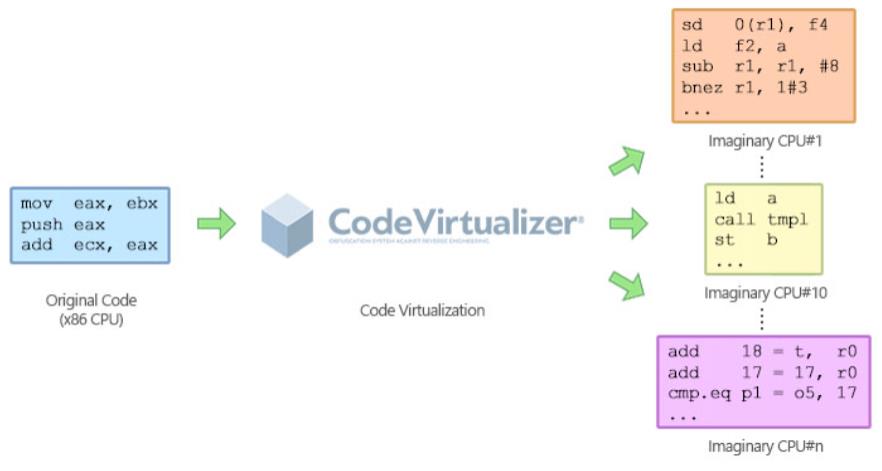 mov eax, ebx
push eax
add ecx, eax
Original Code
(x86 CPU)
CodeVirtualizer®
OBFUSCATION SYSTEM AGAINST REVERSE ENGINEERING
Code Virtualization
sd 0(r1), f4
ld f2, a
sub r1, r1, #8
bnez r1, 1#3
...
Imaginary CPU#1
ld a
call tmpl
st b
...
Imaginary CPU#10
add 18 = t, r0
add 17 = 17, r0
cmp.eq p1 = o5, 17
...
Imaginary CPU#n